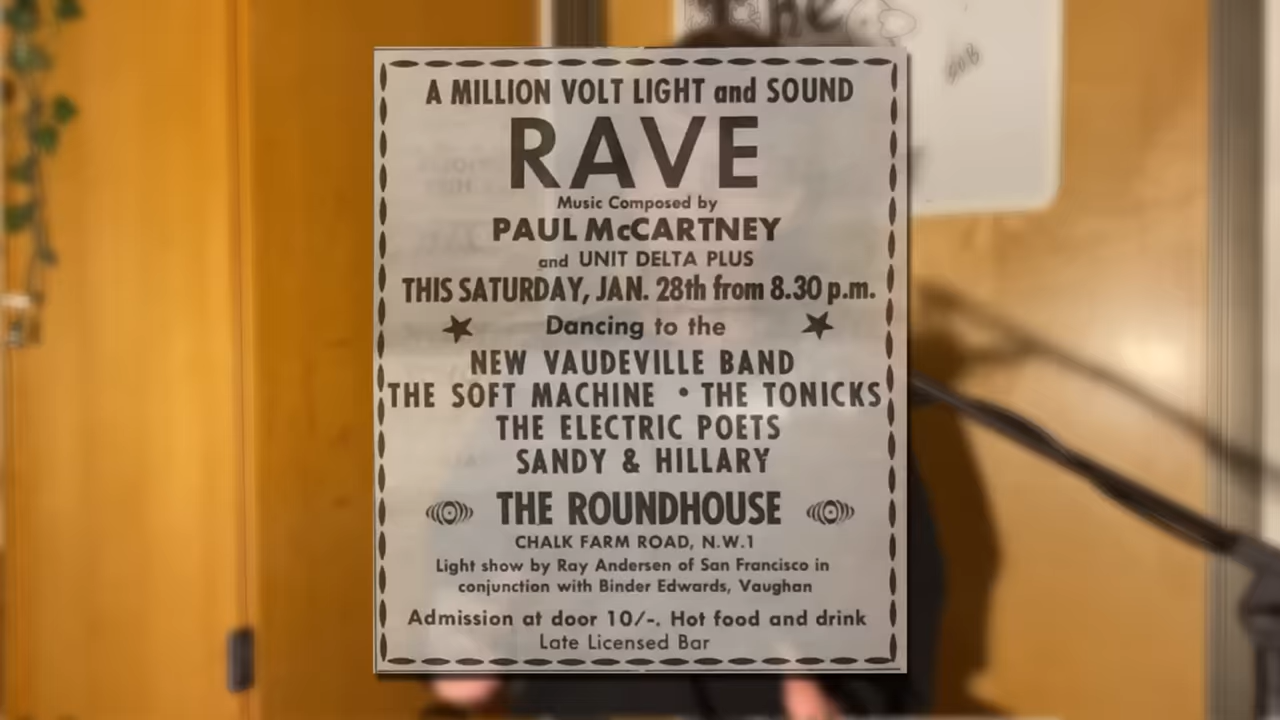 The
BOB
A MILLION VOLT LIGHT and SOUND
RAVE
Music Composed by
PAUL McCARTNEY
and UNIT DELTA PLUS
THIS SATURDAY, JAN. 28th from 8.30 p.m.
Dancing to the
NEW VAUDEVILLE BAND
THE SOFT MACHINE • THE TONICKS
THE ELECTRIC POETS
SANDY & HILLARY
THE ROUNDHOUSE
CHALK FARM ROAD, N.W.1
Light show by Ray Andersen of San Francisco in
conjunction with Binder Edwards, Vaughan
Admission at door 10/-. Hot food and drink
Late Licensed Bar